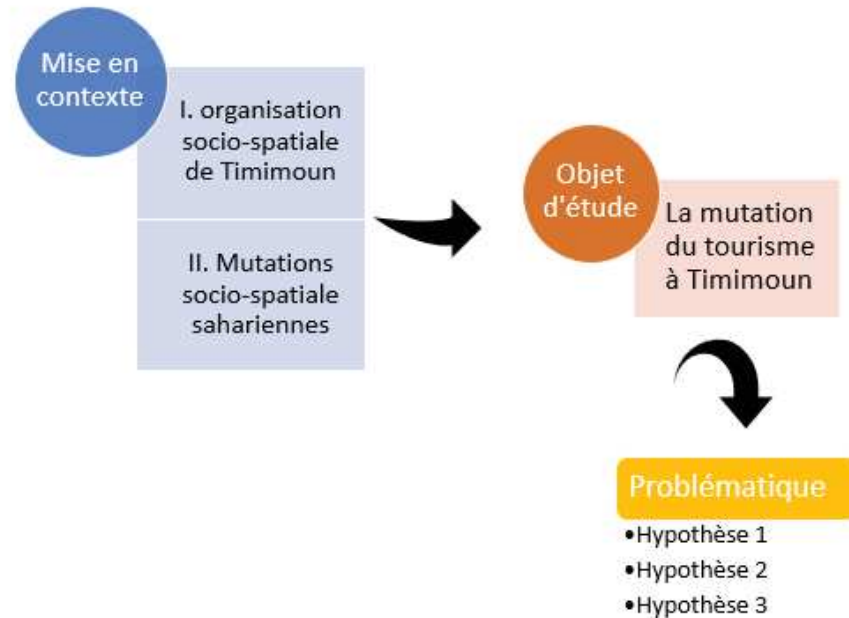 Mise en
contexte
I. organisation
socio-spatiale
de Timimoun
II. Mutations
socio-spatiale
sahariennes
Objet
d'étude
La mutation
du tourisme
à Timimoun
Problématique
•Hypothèse 1
•Hypothèse 2
•Hypothèse 3